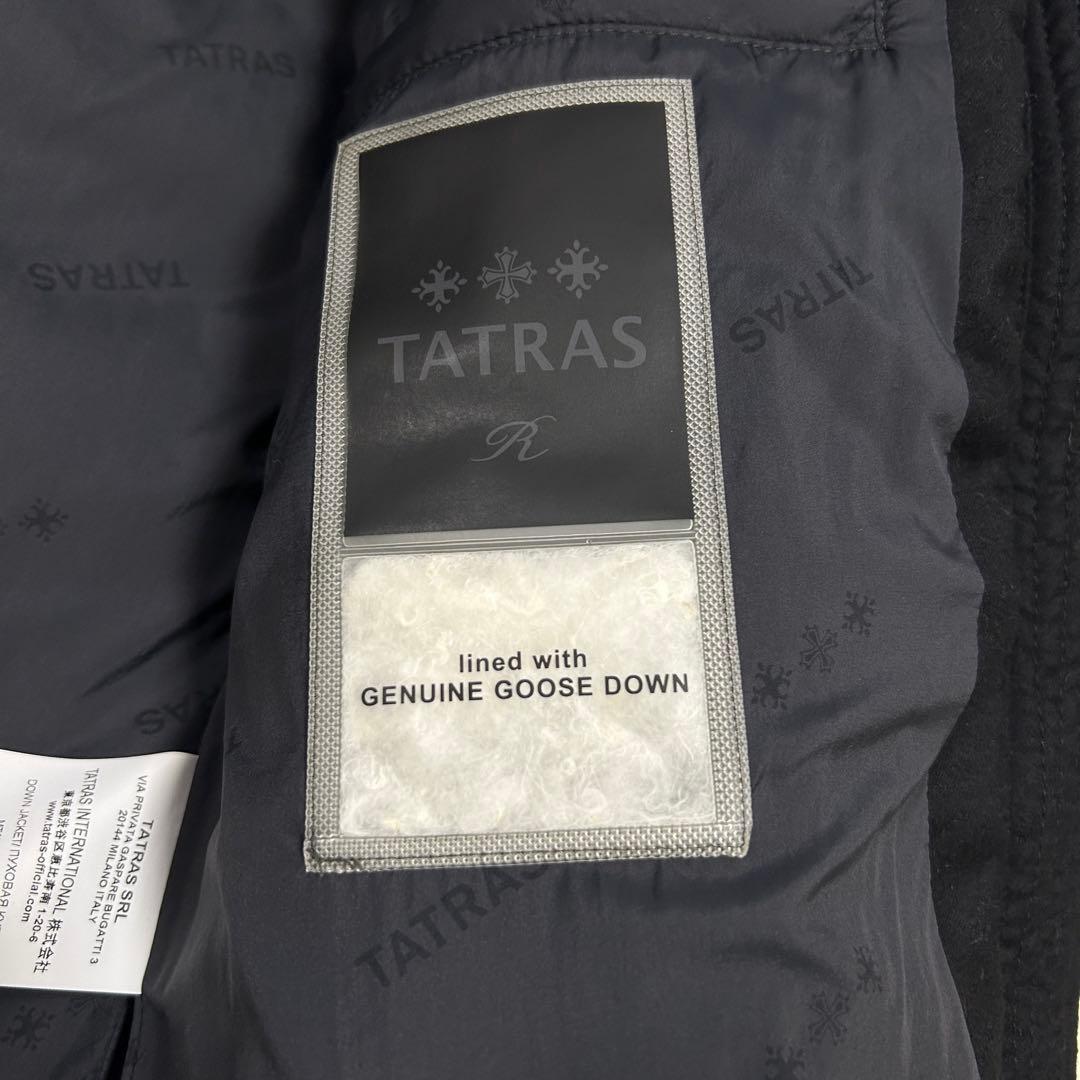 TATRAS
TATRAS
TATRAS
R
lined with
GENUINE GOOSE DOWN
TATRAS
TATRAS
TATRAS SRL
VIA PRIVATA GASPARE BUGATTI 3
20144 MILANO ITALY
TATRAS INTERNATIONAL 株式会社
東京都渋谷区恵比寿南 1-20-6
www.tatras-official.com
DOWN JACKET/ ПУХОВАЯ